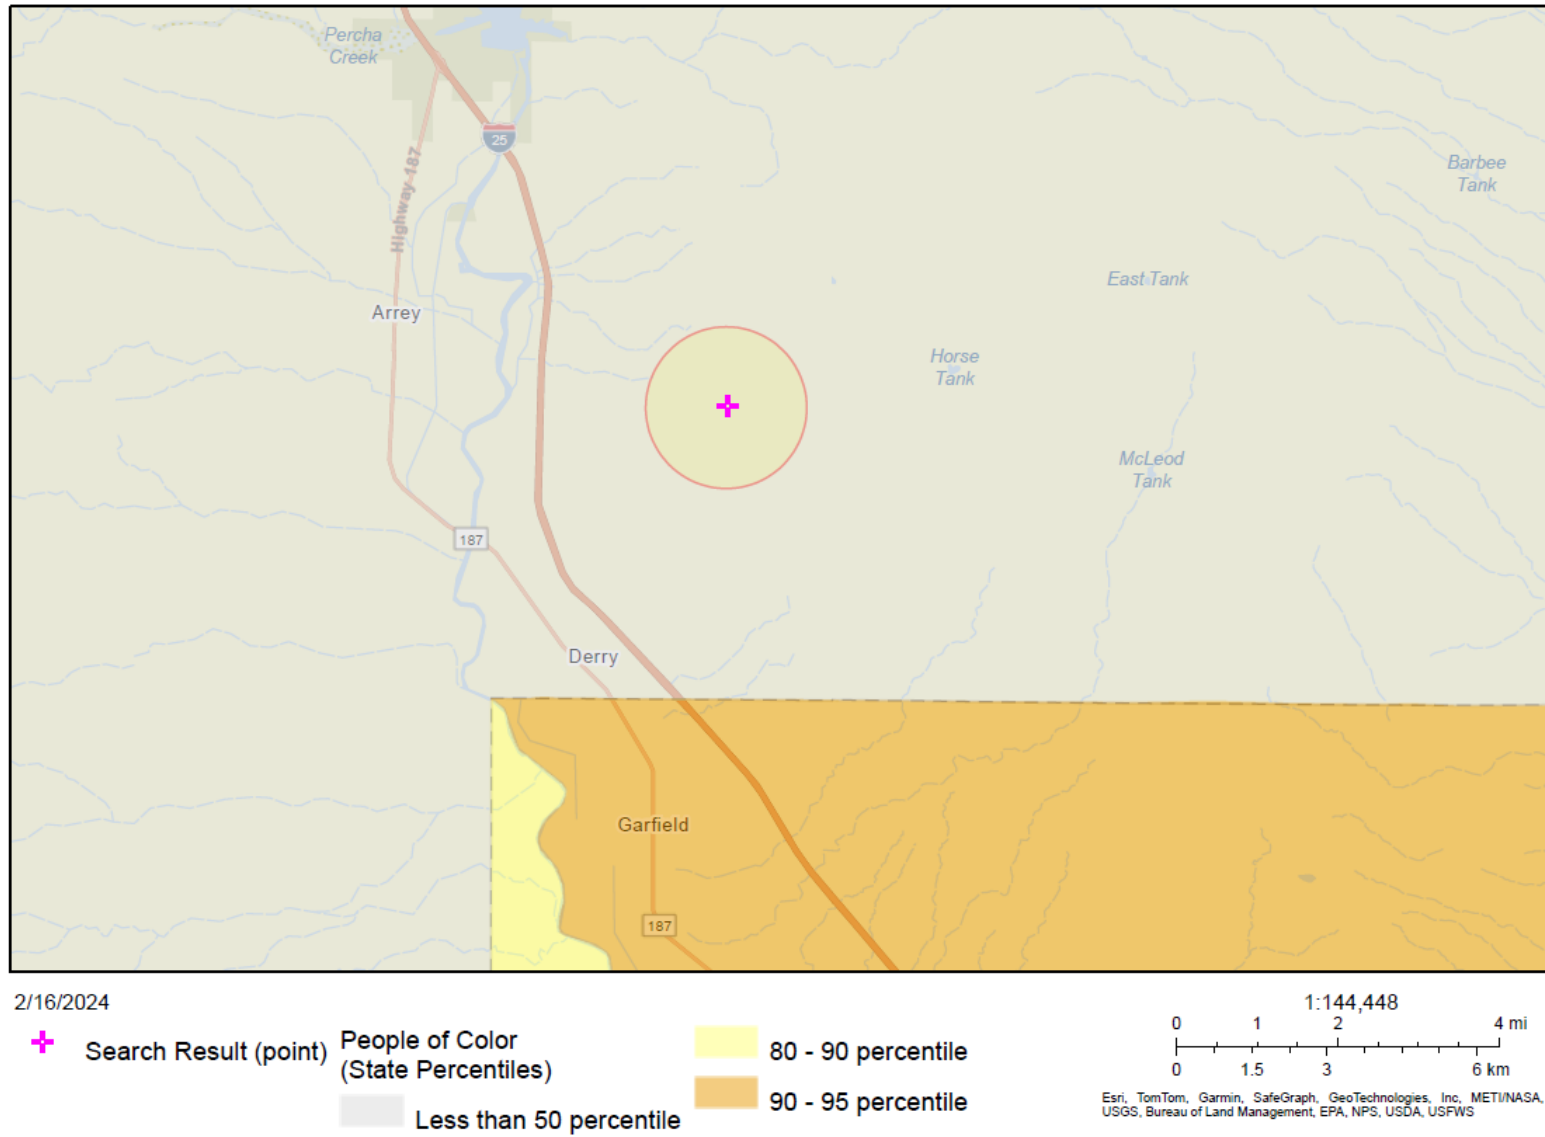 Percha
Creek
25
Highway 187
Barbee
Tank
East Tank
Arrey
Horse
Tank
McLeod
Tank
187
Derry
Garfield
187
2/16/2024
Search Result (point)
People of Color
(State Percentiles)
Less than 50 percentile
80 - 90 percentile
90 - 95 percentile
1:144,448
0 1 2 4 mi
0 1.5 3 6 km
Esri, TomTom, Garmin, SafeGraph, GeoTechnologies, Inc, METI/NASA,
USGS, Bureau of Land Management, EPA, NPS, USDA, USFWS